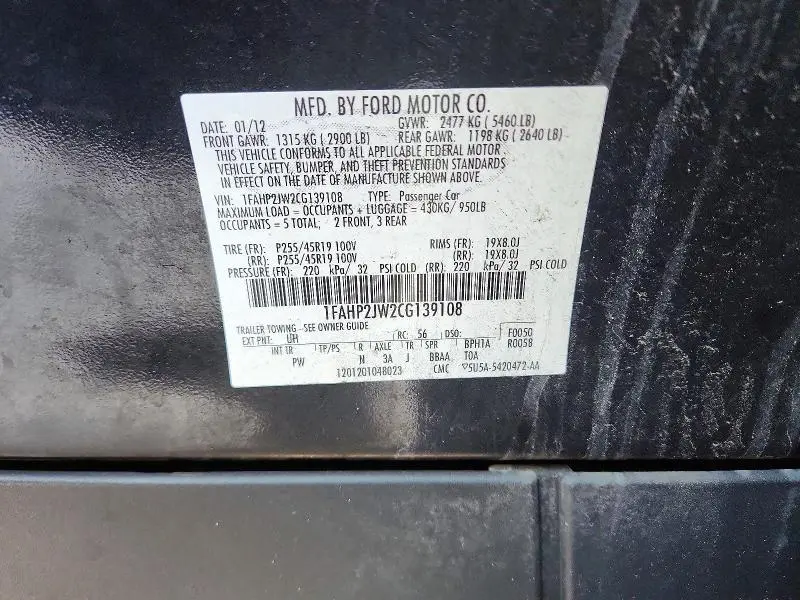 MFD. BY FORD MOTOR CO.
DATE: 01/12 GVWR: 2477 KG ( 5460 LB)
FRONT GAWR: 1315 KG ( 2900 LB) REAR GAWR: 1198 KG ( 2640 LB)
THIS VEHICLE CONFORMS TO ALL APPLICABLE FEDERAL MOTOR
VEHICLE SAFETY, BUMPER, AND THEFT PREVENTION STANDARDS
IN EFFECT ON THE DATE OF MANUFACTURE SHOWN ABOVE.
VIN: 1FAHP2JW2CG139108 TYPE: Passenger Car
MAXIMUM LOAD = OCCUPANTS + LUGGAGE = 430KG/ 950LB
OCCUPANTS = 5 TOTAL; 2 FRONT, 3 REAR
TIRE (FR): P255/45R19 100V RIMS (FR): 19X8.0J
(RR): P255/45R19 100V (RR): 19X8.0J
PRESSURE (FR): 220 kPa/ 32 PSI COLD (RR): 220 kPa/ 32 PSI COLD
1FAHP2JW2CG139108
TRAILER TOWING - SEE OWNER GUIDE
EXT PNT: UH RC: 56 DSO: F0050
INT TR TP/PS R AXLE TR SPR BPH1A R0058
PW N 3A J BBAA TOA
1201201048023 CMC ▽5U5A-5420472-AA